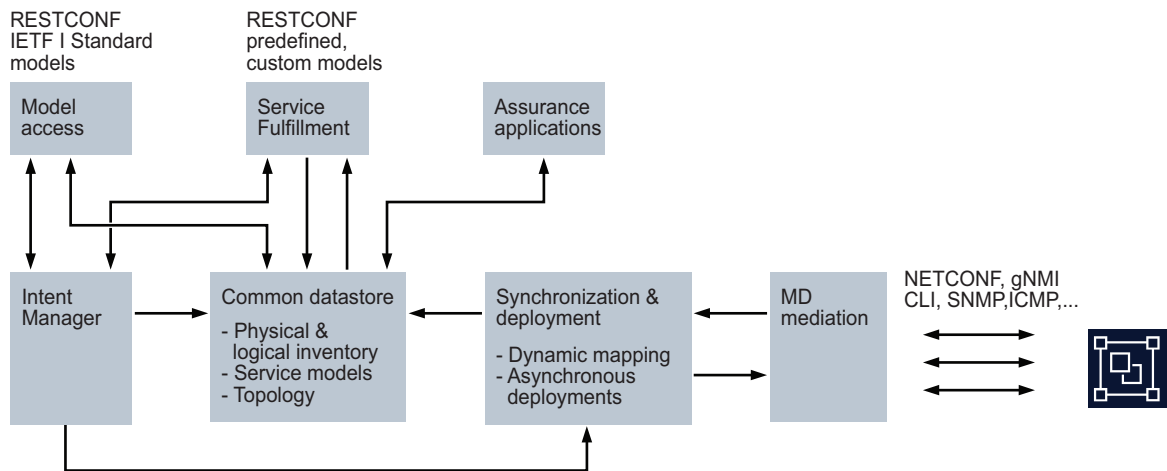 RESTCONF
IETF I Standard
models
RESTCONF
predefined,
custom models
Model
access
Service
Fulfillment
Assurance
applications
Intent
Manager
Common datastore
- Physical &
logical inventory
- Service models
- Topology
Synchronization &
deployment
- Dynamic mapping
- Asynchronous
deployments
MD
mediation
NETCONF, gNMI
CLI, SNMP,ICMP,...